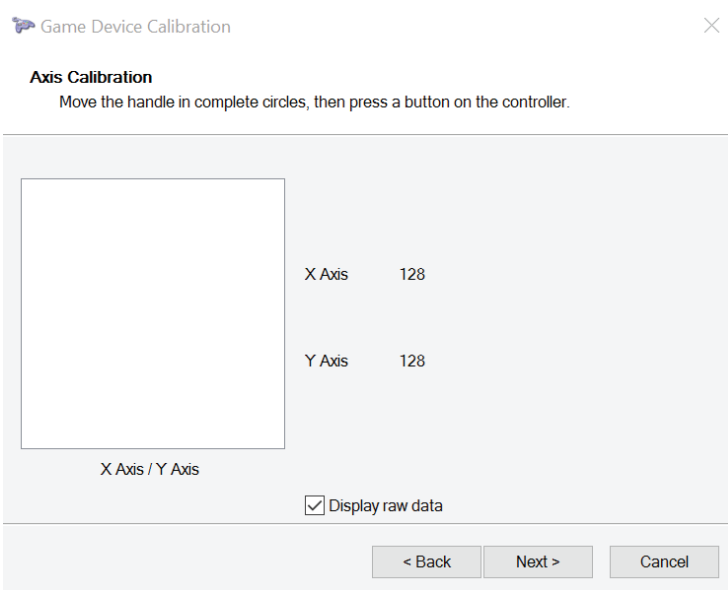 Game Device Calibration
Axis Calibration
Move the handle in complete circles, then press a button on the controller.
X Axis 128
Y Axis 128
X Axis / Y Axis
Display raw data
< Back Next > Cancel